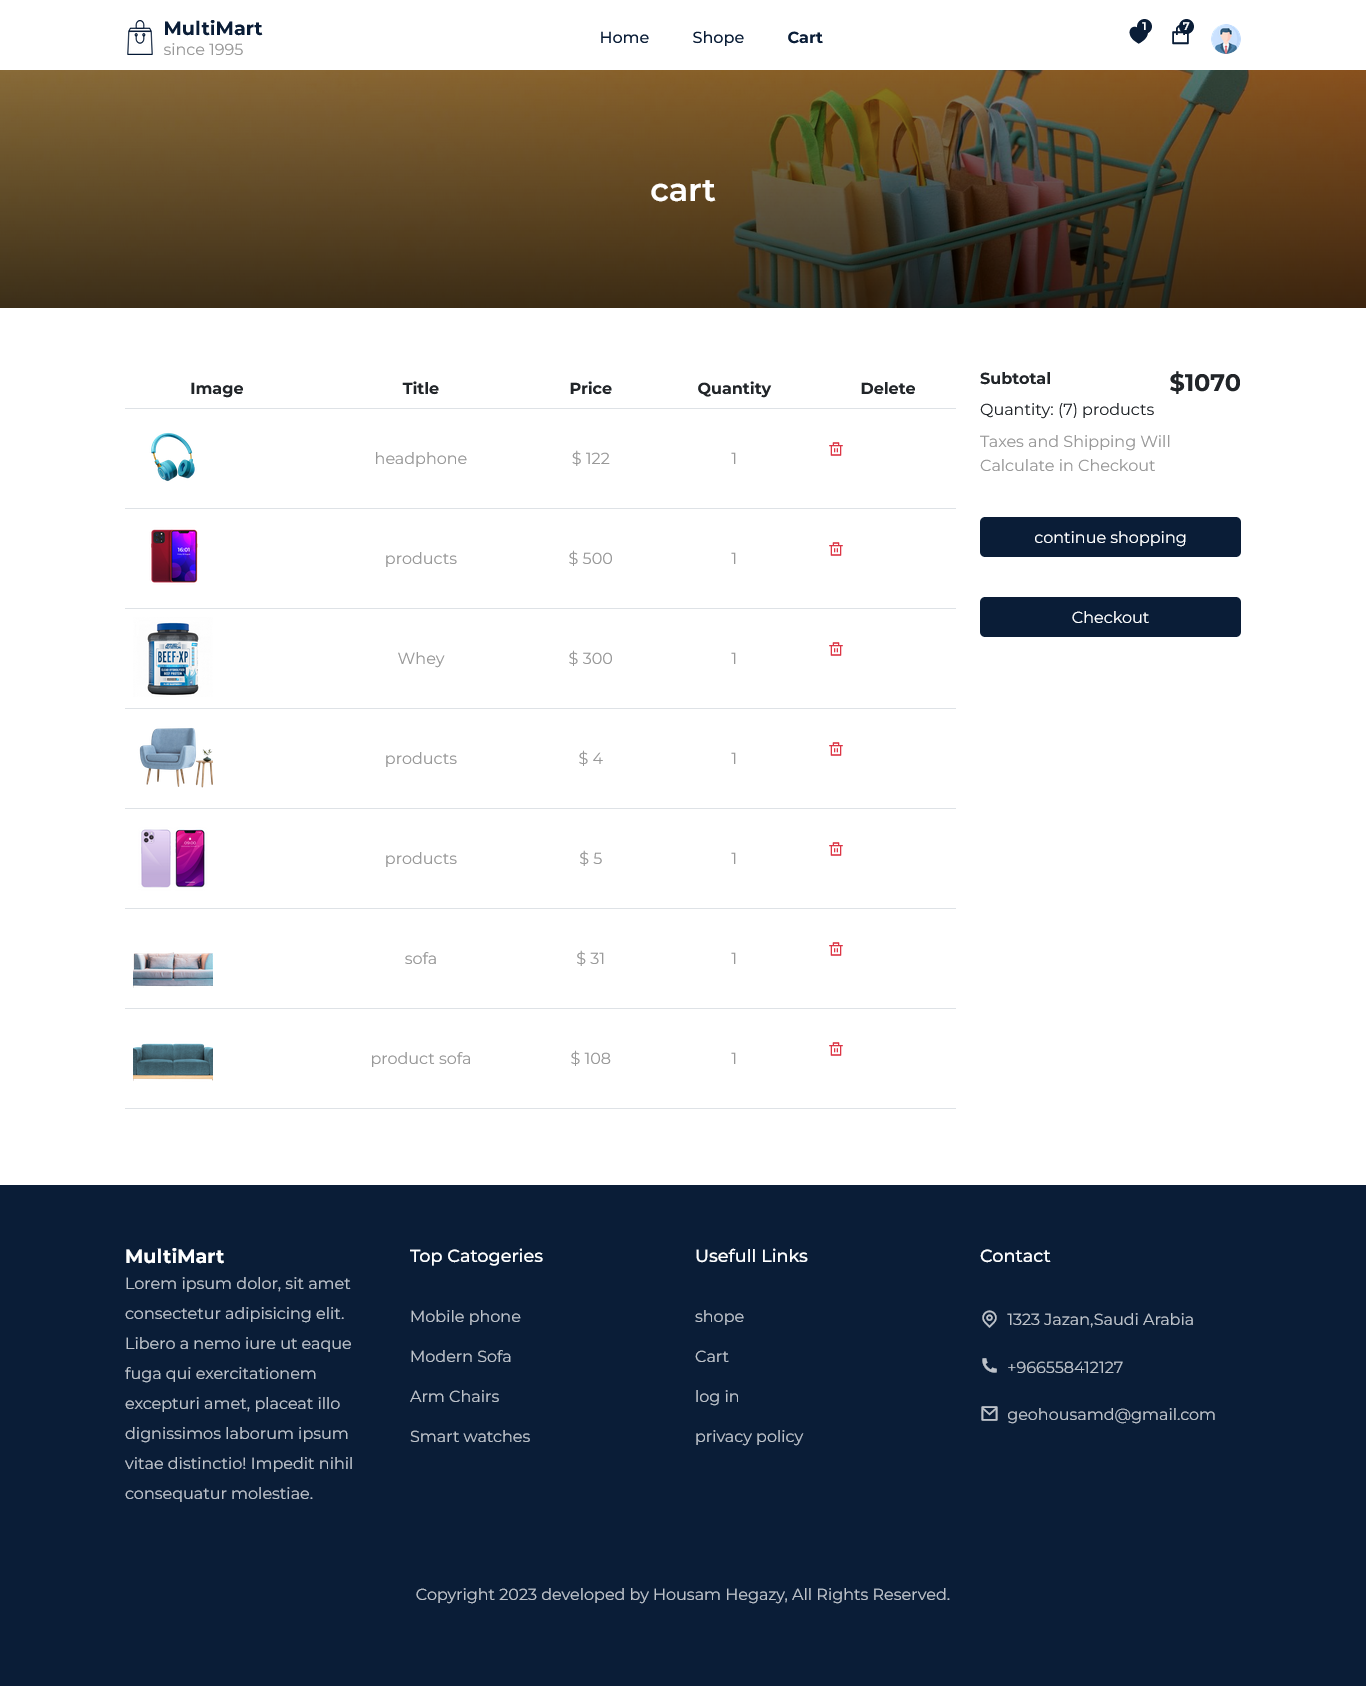 MultiMart
since 1995
Home
Shope
Cart
1
7
cart
Image
Title
Price
Quantity
Delete
headphone
$ 122
1
16:01
products
$ 500
1
BEEF-XP
Whey
$ 300
1
products
$ 4
1
products
$ 5
1
sofa
$ 31
1
product sofa
$ 108
1
Subtotal
$1070
Quantity: (7) products
Taxes and Shipping Will
Calculate in Checkout
continue shopping
Checkout
MultiMart
Lorem ipsum dolor, sit amet
consectetur adipisicing elit.
Libero a nemo iure ut eaque
fuga qui exercitationem
excepturi amet, placeat illo
dignissimos laborum ipsum
vitae distinctio! Impedit nihil
consequatur molestiae.
Top Catogeries
Mobile phone
Modern Sofa
Arm Chairs
Smart watches
Usefull Links
shope
Cart
log in
privacy policy
Contact
1323 Jazan,Saudi Arabia
+966558412127
geohousamd@gmail.com
Copyright 2023 developed by Housam Hegazy, All Rights Reserved.